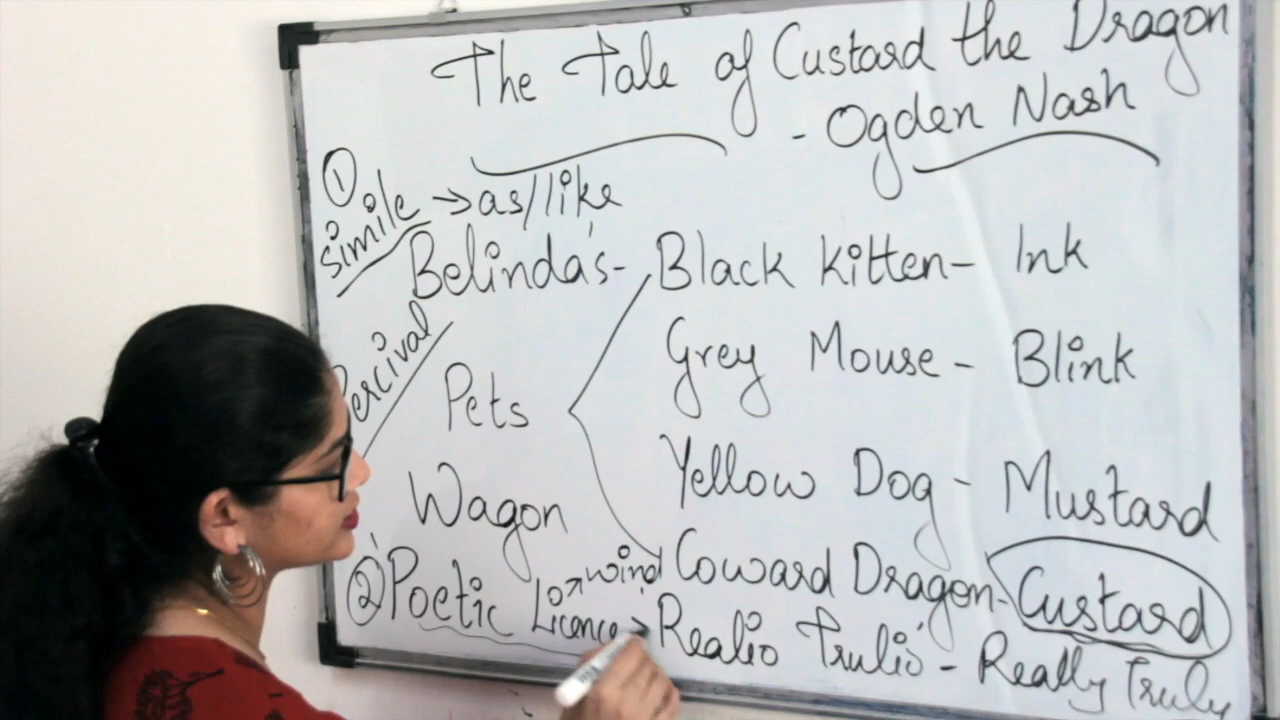 The Tale of Custard the Dragon
- Ogden Nash
① Simile → as/like
Belinda's - Black Kitten - Ink
Percival
Grey Mouse - Blink
Pets
Yellow Dog - Mustard
Wagon
Coward Dragon - Custard
② Poetic Licence → wind
→ Realio Trulio - Really Truly